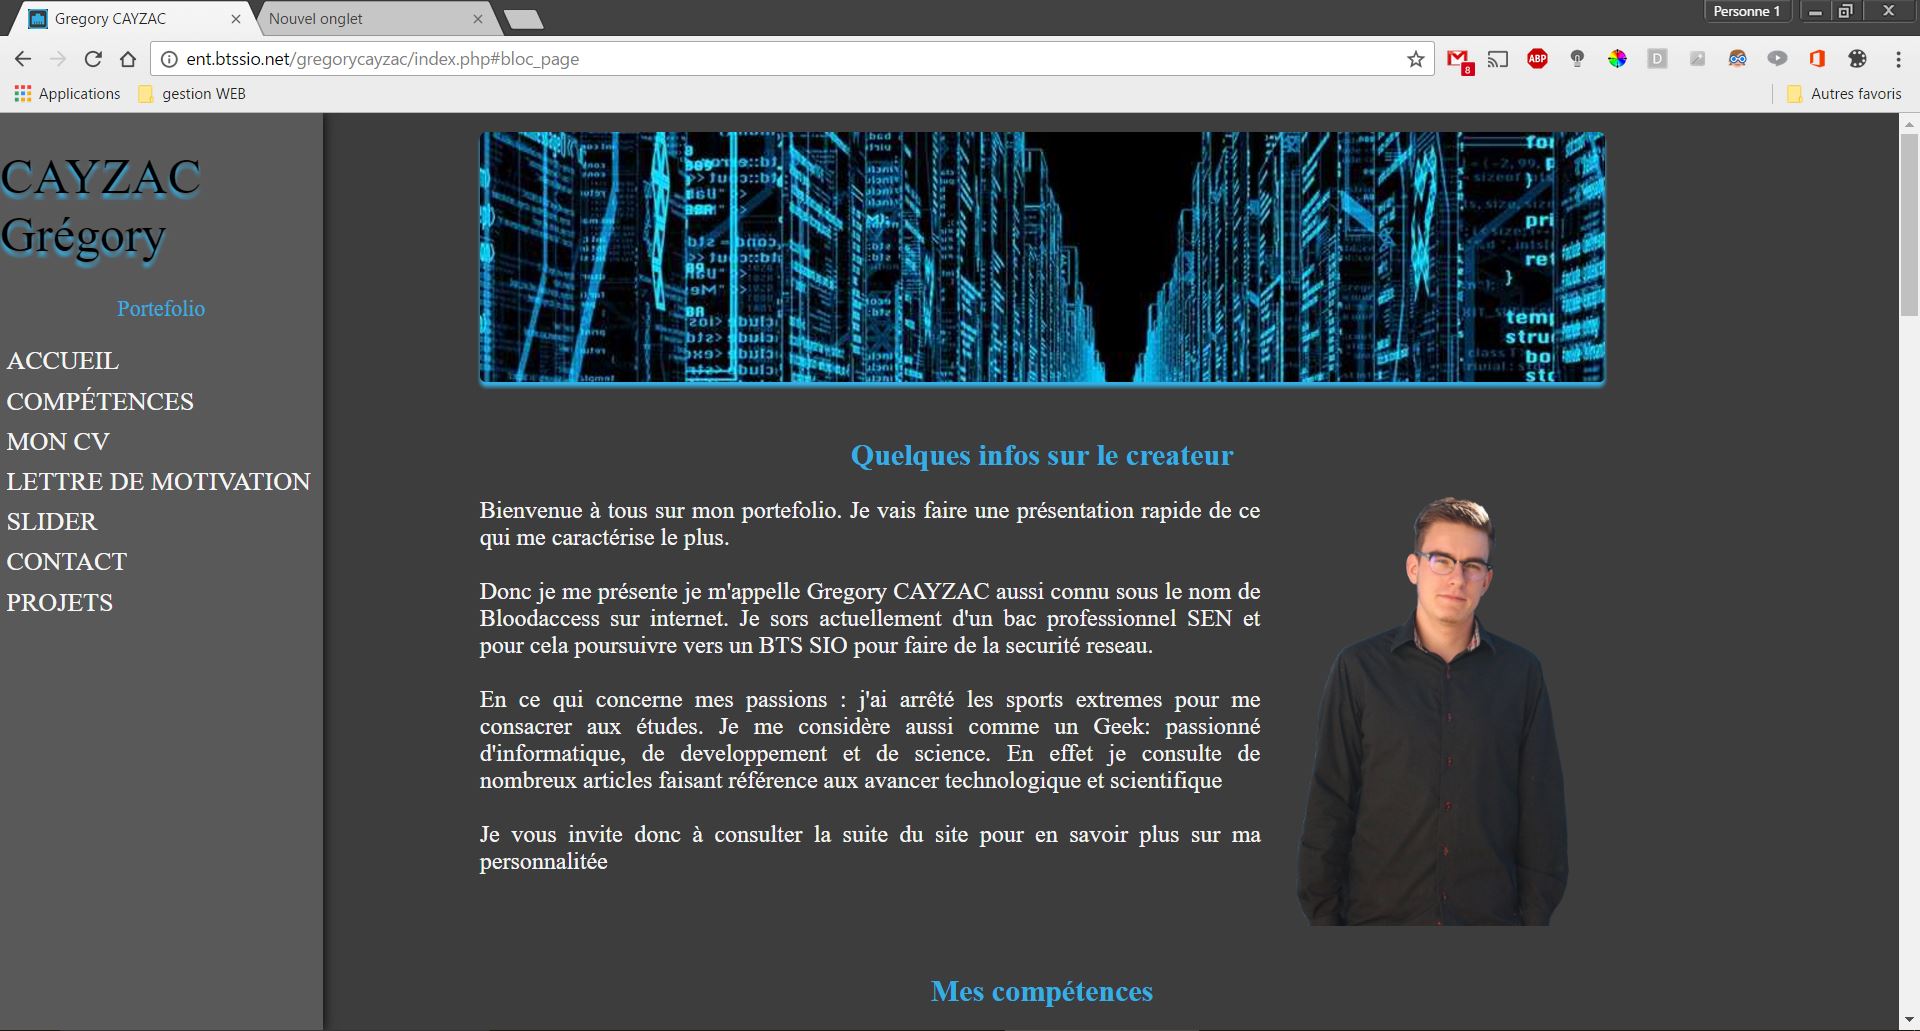 Gregory CAYZAC
Nouvel onglet
Personne 1
ent.btssio.net/gregorycayzac/index.php#bloc_page
8
ABP
D
Applications
gestion WEB
Autres favoris
CAYZAC
Grégory
Portefolio
ACCUEIL
COMPÉTENCES
MON CV
LETTRE DE MOTIVATION
SLIDER
CONTACT
PROJETS
Quelques infos sur le createur
Bienvenue à tous sur mon portefolio. Je vais faire une présentation rapide de ce
qui me caractérise le plus.
Donc je me présente je m'appelle Gregory CAYZAC aussi connu sous le nom de
Bloodaccess sur internet. Je sors actuellement d'un bac professionnel SEN et
pour cela poursuivre vers un BTS SIO pour faire de la securité reseau.
En ce qui concerne mes passions : j'ai arrêté les sports extremes pour me
consacrer aux études. Je me considère aussi comme un Geek: passionné
d'informatique, de developpement et de science. En effet je consulte de
nombreux articles faisant référence aux avancer technologique et scientifique
Je vous invite donc à consulter la suite du site pour en savoir plus sur ma
personnalitée
Mes compétences